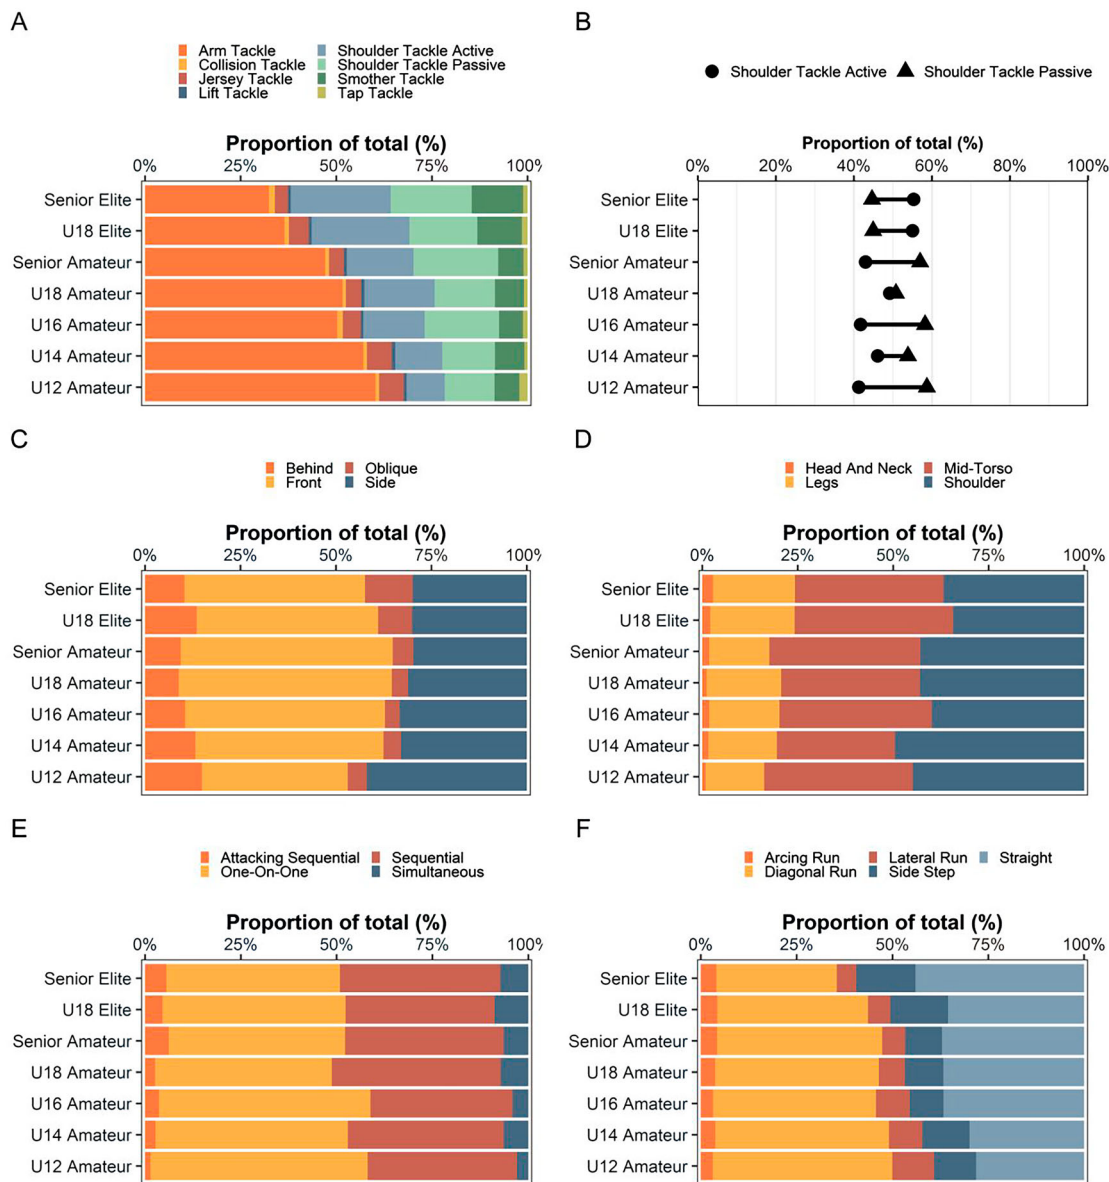 A
Arm Tackle
Collision Tackle
Jersey Tackle
Lift Tackle
Shoulder Tackle Active
Shoulder Tackle Passive
Smother Tackle
Tap Tackle
Proportion of total (%)
0% 25% 50% 75% 100%
Senior Elite
U18 Elite
Senior Amateur
U18 Amateur
U16 Amateur
U14 Amateur
U12 Amateur
B
Shoulder Tackle Active Shoulder Tackle Passive
Proportion of total (%)
0% 20% 40% 60% 80% 100%
Senior Elite
U18 Elite
Senior Amateur
U18 Amateur
U16 Amateur
U14 Amateur
U12 Amateur
C
Behind Oblique
Front Side
Proportion of total (%)
0% 25% 50% 75% 100%
Senior Elite
U18 Elite
Senior Amateur
U18 Amateur
U16 Amateur
U14 Amateur
U12 Amateur
D
Head And Neck Mid-Torso
Legs Shoulder
Proportion of total (%)
0% 25% 50% 75% 100%
Senior Elite
U18 Elite
Senior Amateur
U18 Amateur
U16 Amateur
U14 Amateur
U12 Amateur
E
Attacking Sequential Sequential
One-On-One Simultaneous
Proportion of total (%)
0% 25% 50% 75% 100%
Senior Elite
U18 Elite
Senior Amateur
U18 Amateur
U16 Amateur
U14 Amateur
U12 Amateur
F
Arcing Run Lateral Run Straight
Diagonal Run Side Step
Proportion of total (%)
0% 25% 50% 75% 100%
Senior Elite
U18 Elite
Senior Amateur
U18 Amateur
U16 Amateur
U14 Amateur
U12 Amateur